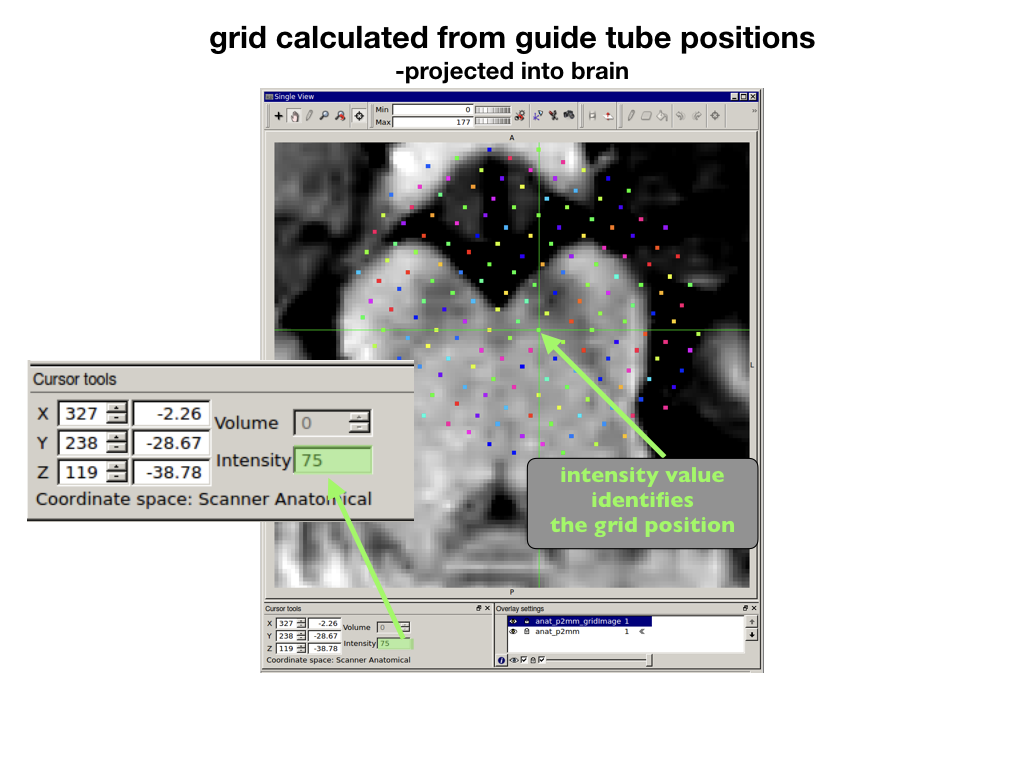 grid calculated from guide tube positions
-projected into brain
Single View
Min 0
Max 177
A
L
Cursor tools
X 327 -2.26
Y 238 -28.67
Z 119 -38.78
Volume 0
Intensity 75
Coordinate space: Scanner Anatomical
intensity value
identifies
the grid position
P
Cursor tools
X 327 -2.26
Y 238 -28.67
Z 119 -38.78
Volume 0
Intensity 75
Coordinate space: Scanner Anatomical
Overlay settings
anat_p2mm_gridImage 1
anat_p2mm 1